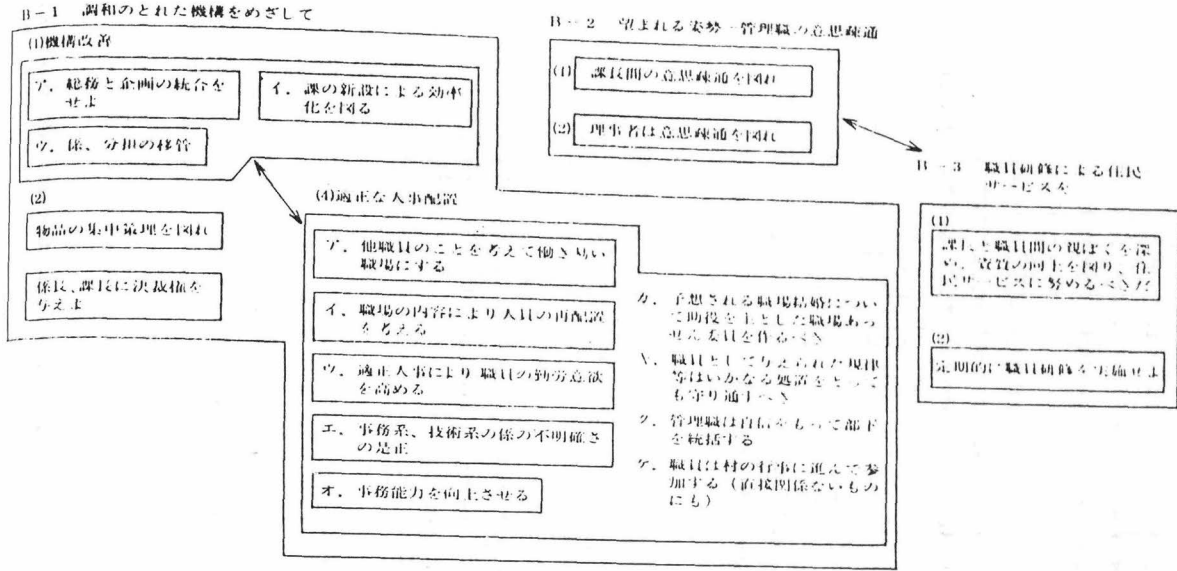 B－1 調和のとれた機構をめざして
(1)機構改善
ア．総務と企画の統合を
せよ
イ．課の新設による効率
化を図る
ウ．係、分担の移管
(2)
物品の集中管理を図れ
係長、課長に決裁権を
与えよ
(4)適正な人事配置
ア．他職員のことを考えて働き易い
職場にする
イ．職場の内容により人員の再配置
を考える
ウ．適正人事により職員の勤労意欲
を高める
エ．事務系、技術系の係の不明確さ
の是正
オ．事務能力を向上させる
カ．予想される職場結婚につい
て助役を主とした職場あっ
せん委員を作るべき
キ．職員として与えられた規律
等はいかなる処置をとって
も守り通すべき
ク．管理職は自信をもって部下
を統括する
ケ．職員は村の行事に進んで参
加する（直接関係ないもの
にも）
B－2 望まれる姿勢－管理職の意思疎通
(1) 課長間の意思疎通を図れ
(2) 理事者は意思疎通を図れ
B－3 職員研修による住民
サービスを
(1)
課長と職員間の親ぼくを深
め、資質の向上を図り、住
民サービスに努めるべきだ
(2)
定期的に職員研修を実施せよ